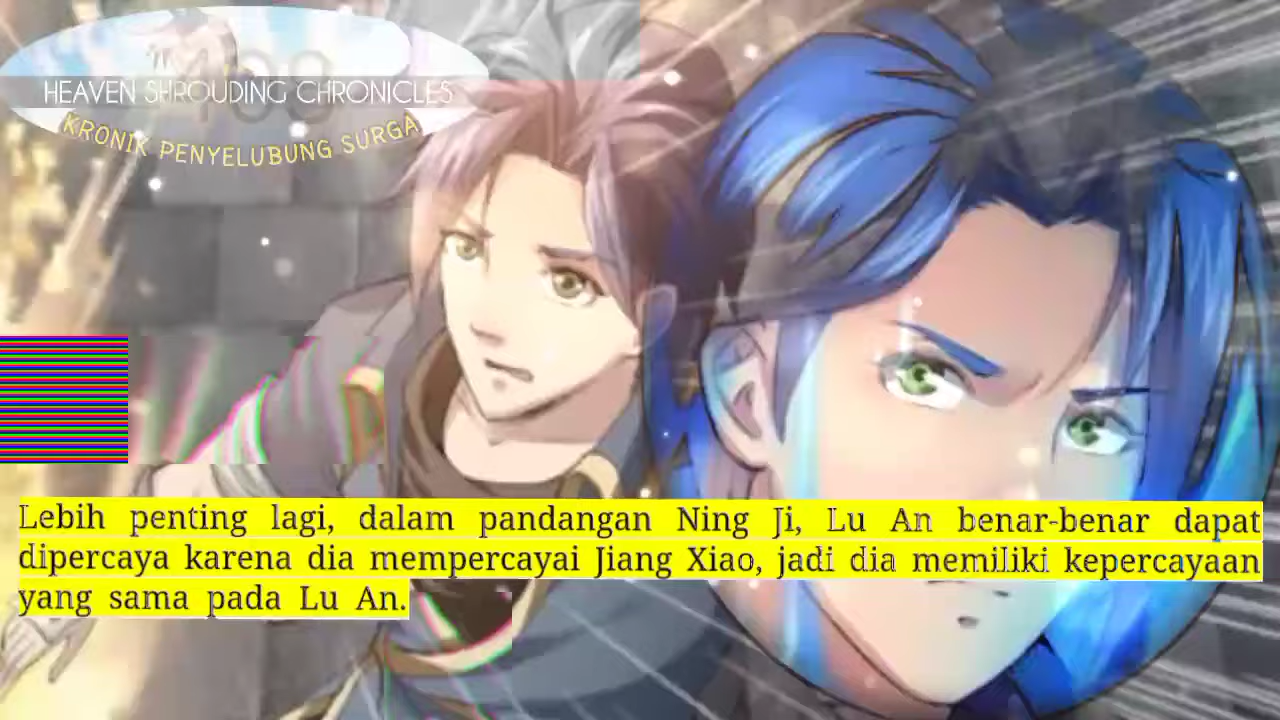 HEAVEN SHROUDING CHRONICLES
KRONIK PENYELUBUNG SURGA
Lebih penting lagi, dalam pandangan Ning Ji, Lu An benar-benar dapat
dipercaya karena dia mempercayai Jiang Xiao, jadi dia memiliki kepercayaan
yang sama pada Lu An.